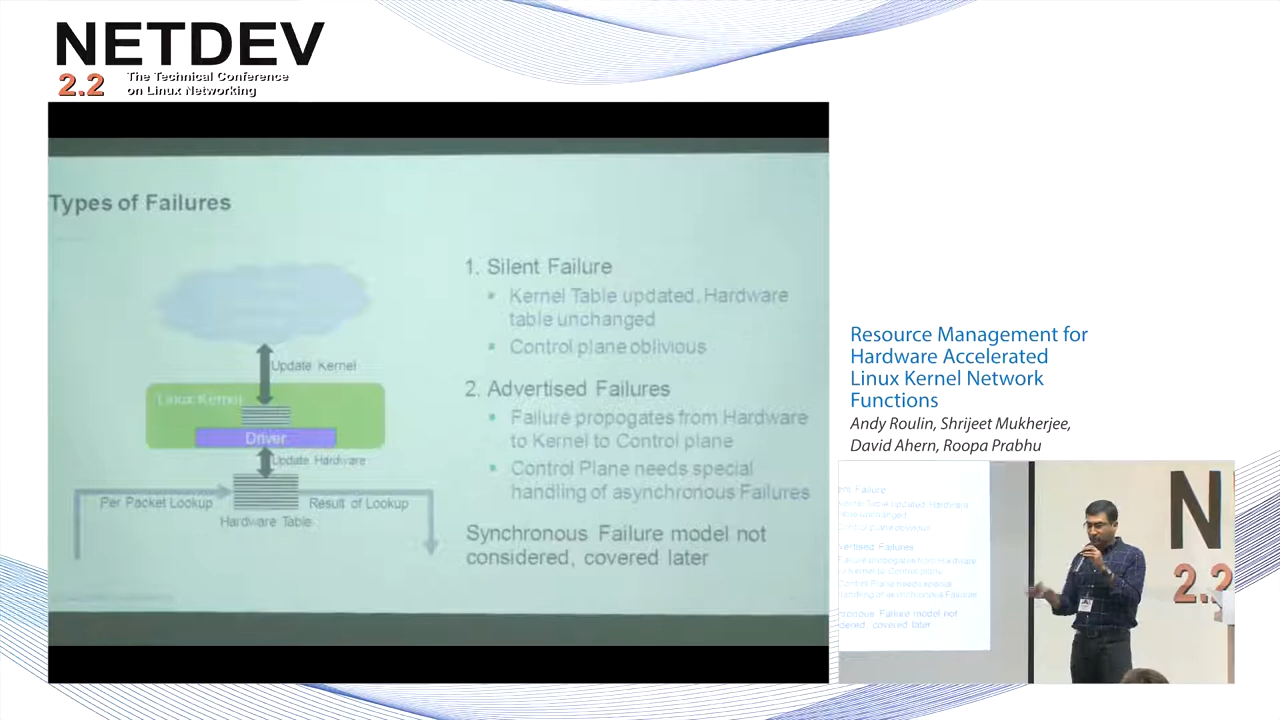 NETDEV
2.2
The Technical Conference
on Linux Networking
Types of Failures
Update Kernel
Linux Kernel
Driver
Update Hardware
Per Packet Lookup
Result of Lookup
Hardware Table
1. Silent Failure
Kernel Table updated, Hardware
table unchanged
Control plane oblivious
2. Advertised Failures
Failure propogates from Hardware
to Kernel to Control plane
Control Plane needs special
handling of asynchronous Failures
Synchronous Failure model not
considered, covered later
Resource Management for
Hardware Accelerated
Linux Kernel Network
Functions
Andy Roulin, Shrijeet Mukherjee,
David Ahern, Roopa Prabhu
N
2.2